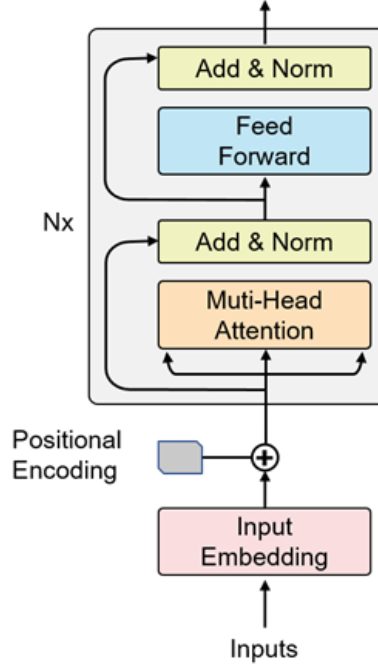 Add & Norm
Feed
Forward
Nx
Add & Norm
Muti-Head
Attention
Positional
Encoding
Input
Embedding
Inputs